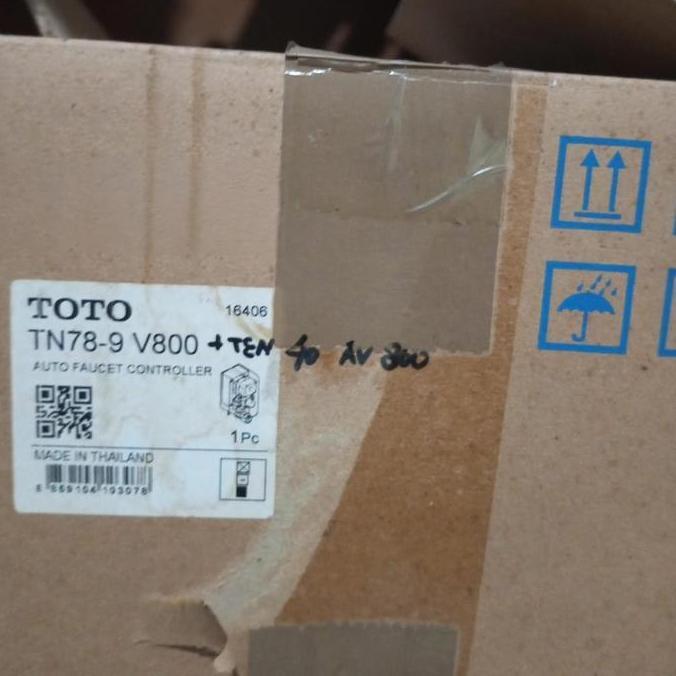 TOTO 16406
TN78-9 V800 + TEN 40 AV 800
AUTO FAUCET CONTROLLER
1Pc
MADE IN THAILAND
8 859104 193078